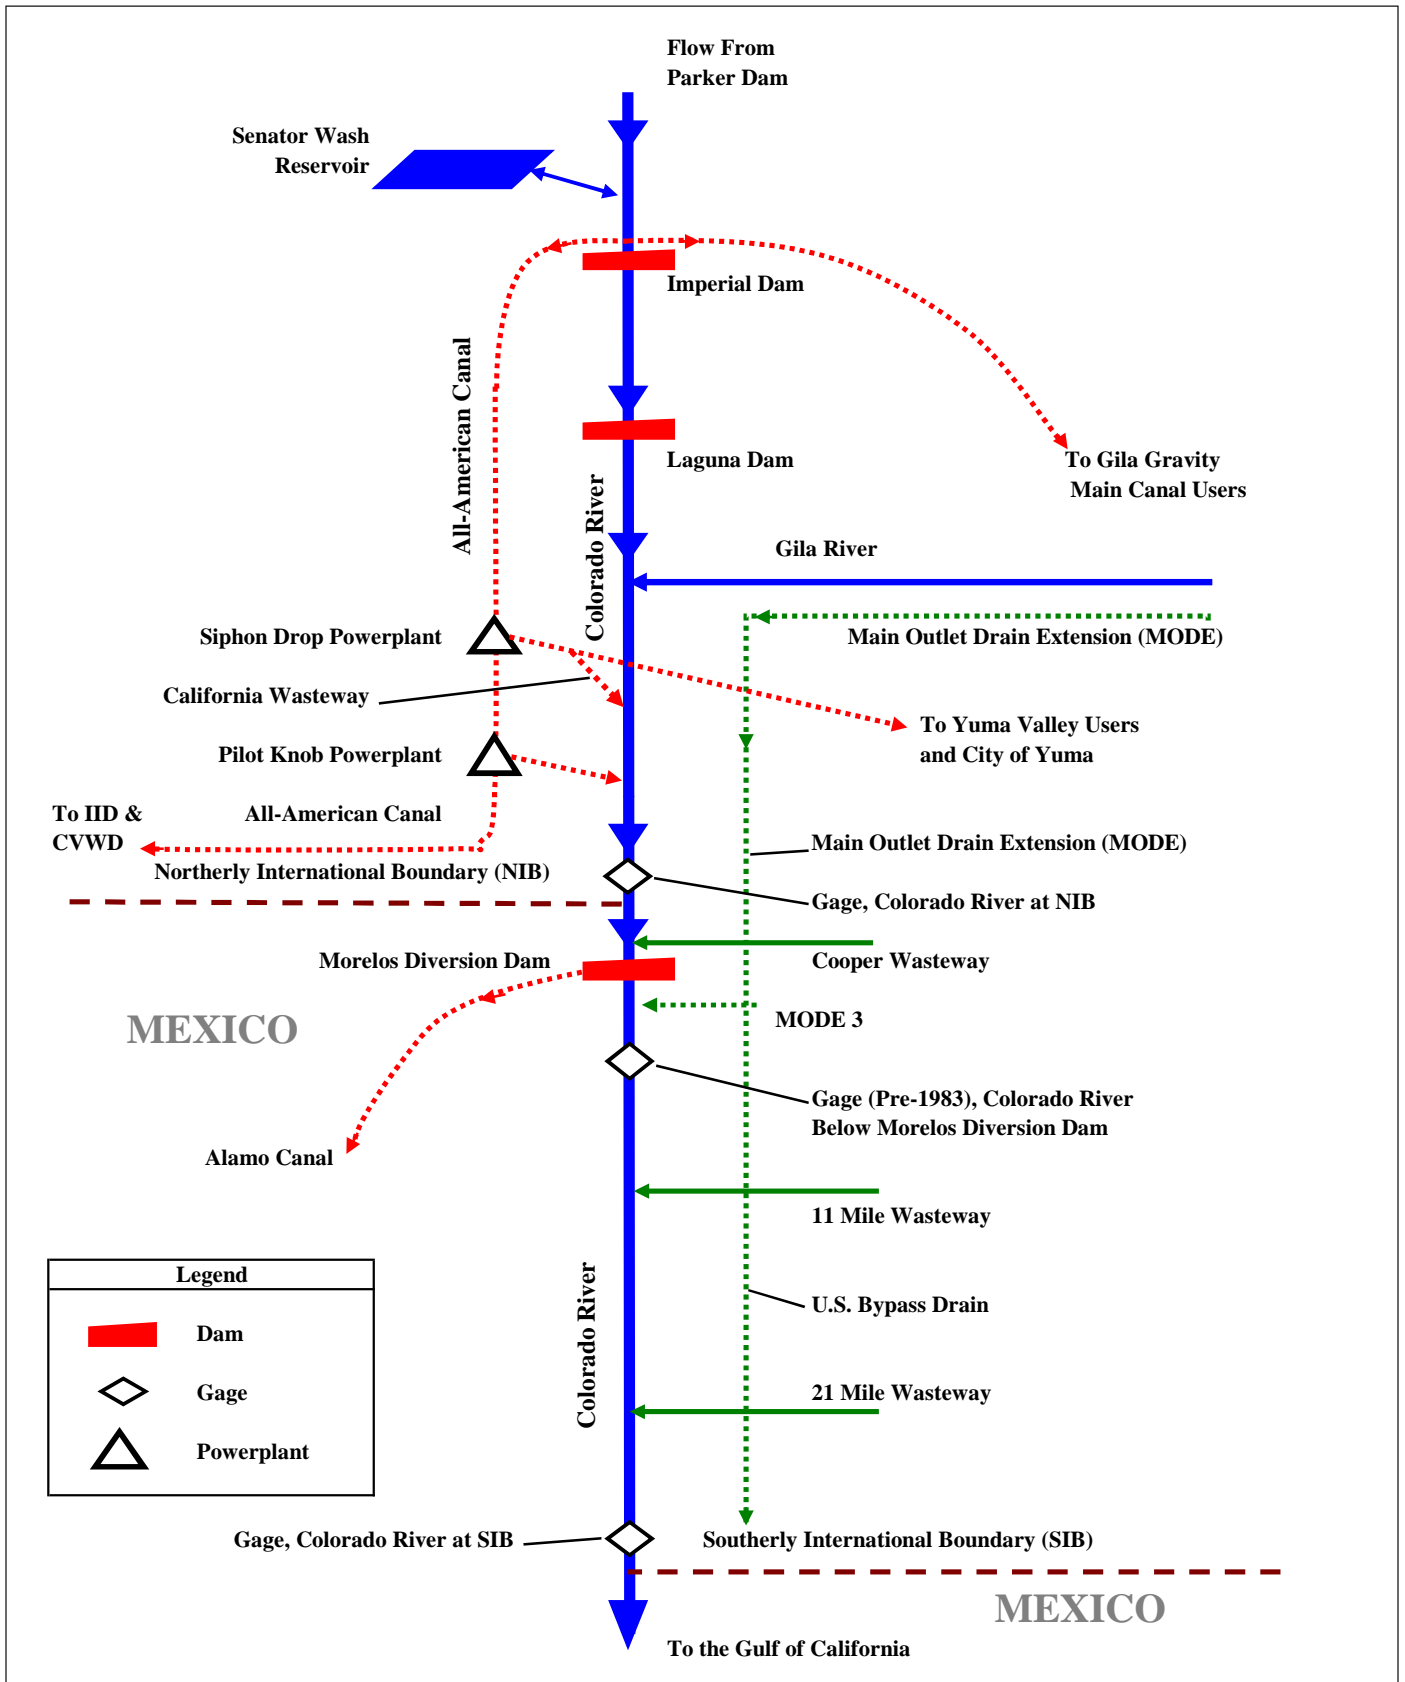 Flow From
Parker Dam
Senator Wash
Reservoir
Imperial Dam
All-American Canal
Laguna Dam
To Gila Gravity
Main Canal Users
Colorado River
Gila River
Siphon Drop Powerplant
Main Outlet Drain Extension (MODE)
California Wasteway
To Yuma Valley Users
and City of Yuma
Pilot Knob Powerplant
To IID &
CVWD
All-American Canal
Main Outlet Drain Extension (MODE)
Northerly International Boundary (NIB)
Gage, Colorado River at NIB
Morelos Diversion Dam
Cooper Wasteway
MEXICO
MODE 3
Gage (Pre-1983), Colorado River
Below Morelos Diversion Dam
Alamo Canal
11 Mile Wasteway
Legend
Dam
Gage
Powerplant
Colorado River
U.S. Bypass Drain
21 Mile Wasteway
Gage, Colorado River at SIB
Southerly International Boundary (SIB)
MEXICO
To the Gulf of California